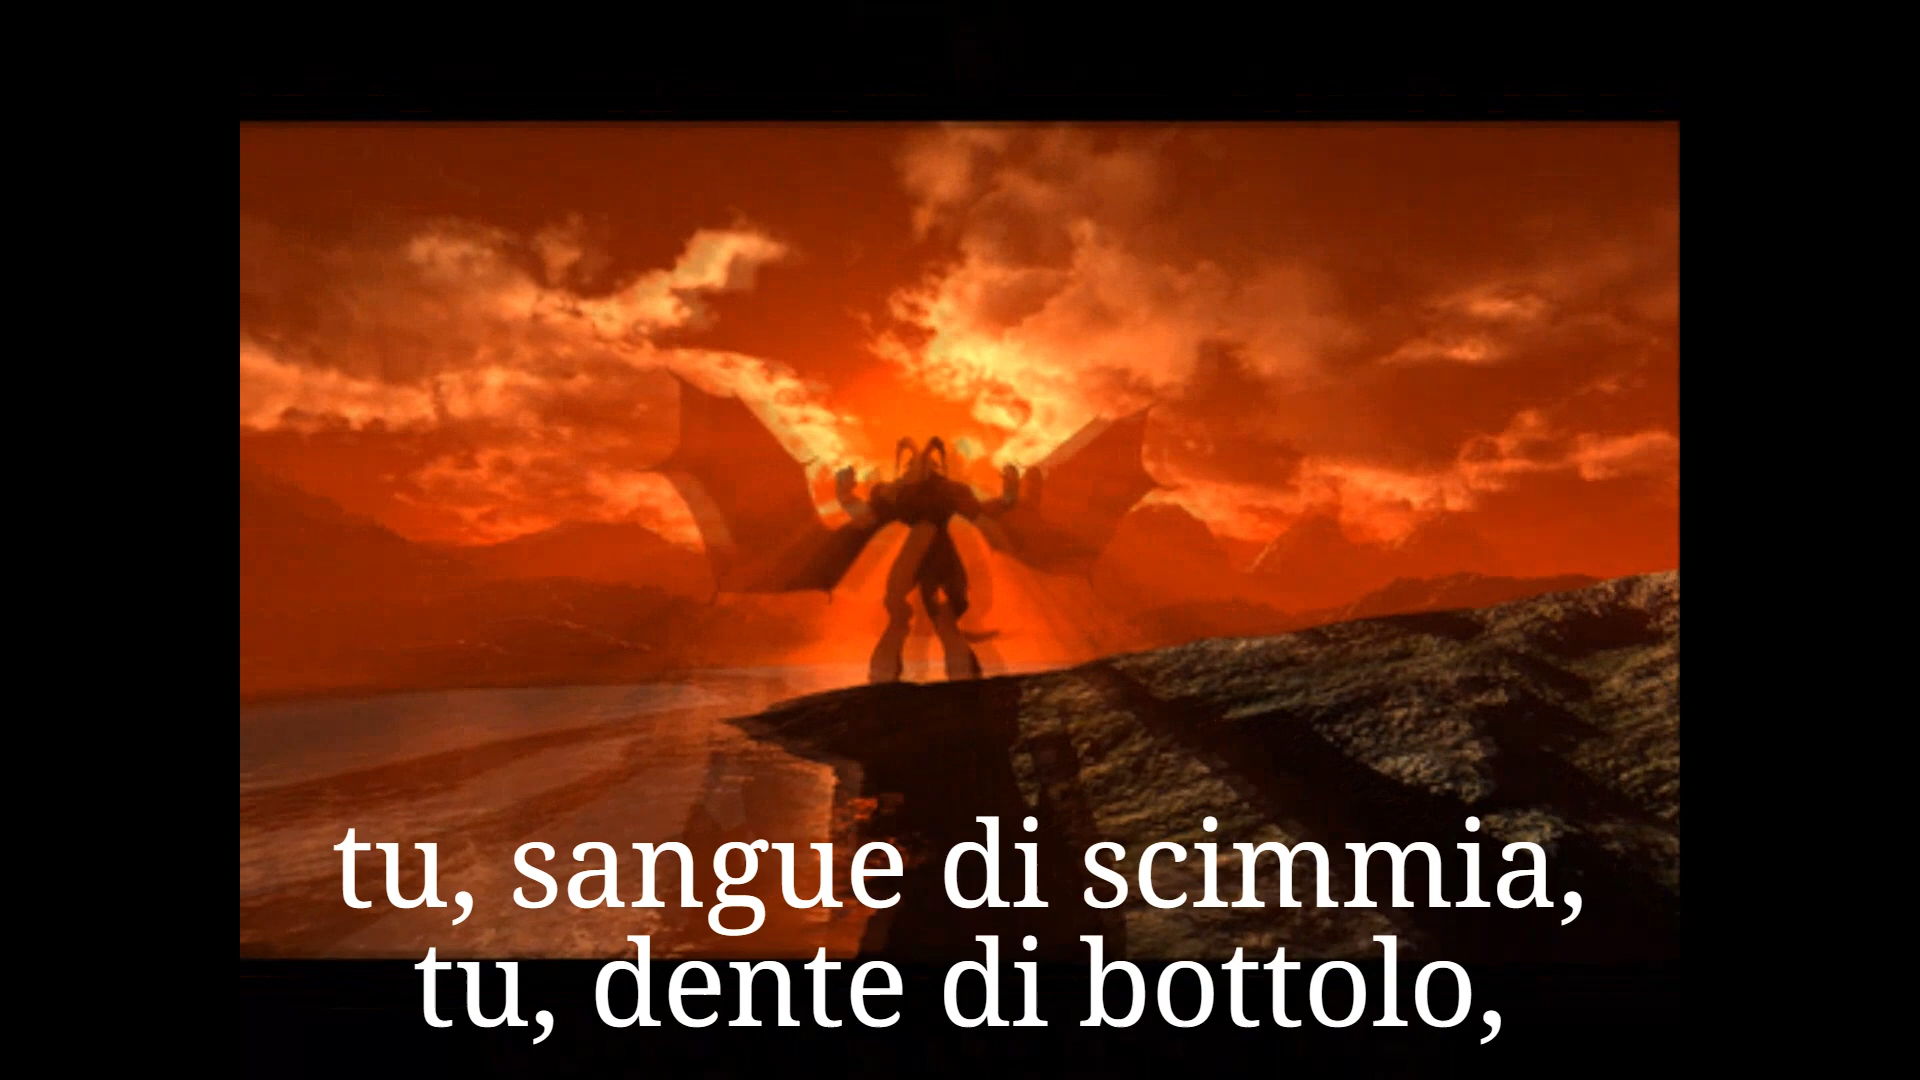 tu, sangue di scimmia,
tu, dente di bottolo,